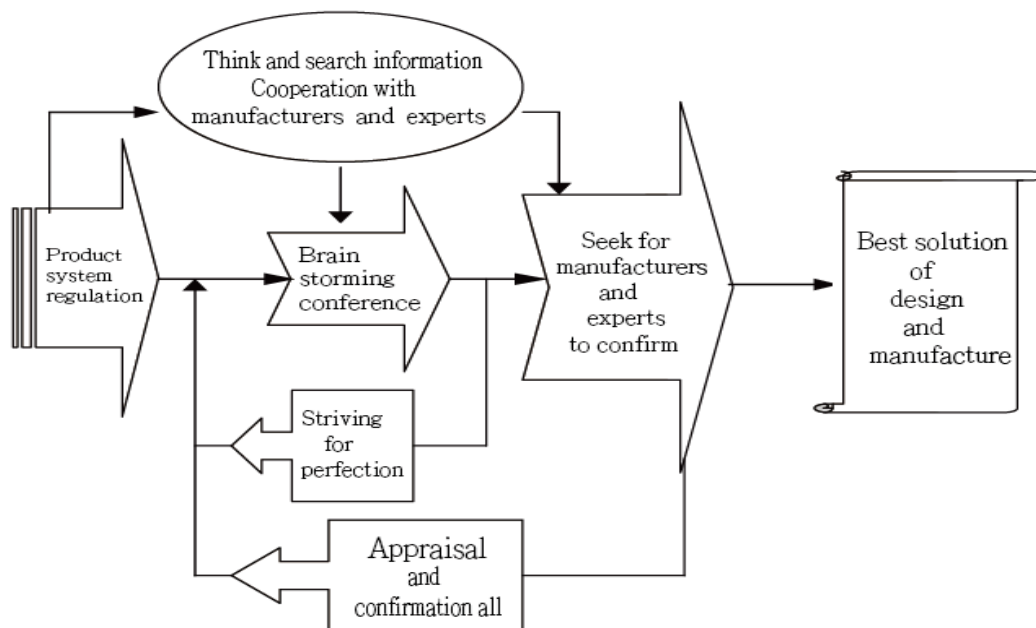 Think and search information
Cooperation with
manufacturers and experts
Product
system
regulation
Brain
storming
conference
Seek for
manufacturers
and
experts
to confirm
Best solution
of
design
and
manufacture
Striving
for
perfection
Appraisal
and
confirmation all